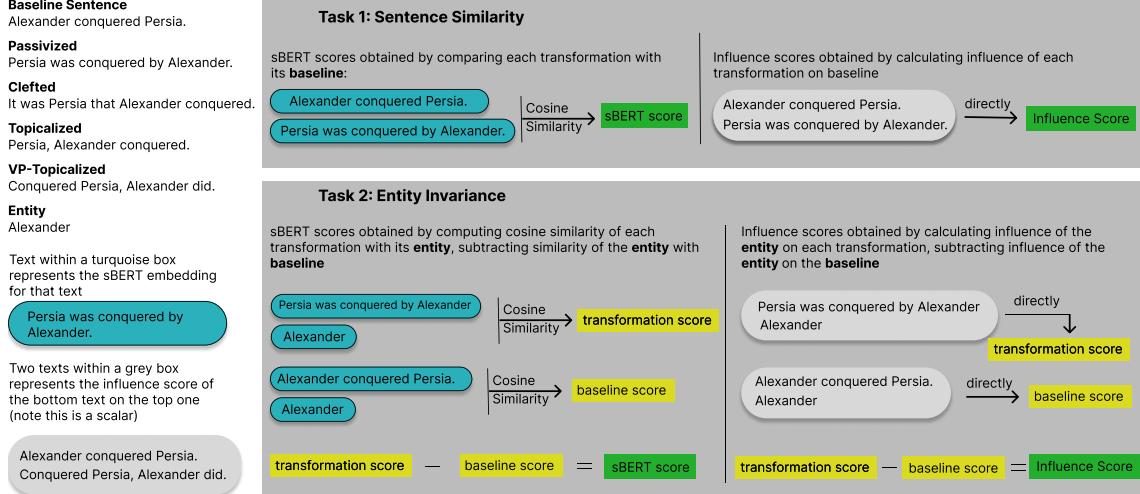 Baseline Sentence
Alexander conquered Persia.
Passivized
Persia was conquered by Alexander.
Clefted
It was Persia that Alexander conquered.
Topicalized
Persia, Alexander conquered.
VP-Topicalized
Conquered Persia, Alexander did.
Entity
Alexander
Text within a turquoise box
represents the sBERT embedding
for that text
Persia was conquered by
Alexander.
Two texts within a grey box
represents the influence score of
the bottom text on the top one
(note this is a scalar)
Alexander conquered Persia.
Conquered Persia, Alexander did.
Task 1: Sentence Similarity
sBERT scores obtained by comparing each transformation with
its baseline:
Alexander conquered Persia.
Persia was conquered by Alexander.
Cosine
Similarity
sBERT score
Influence scores obtained by calculating influence of each
transformation on baseline
Alexander conquered Persia.
Persia was conquered by Alexander.
directly
Influence Score
Task 2: Entity Invariance
sBERT scores obtained by computing cosine similarity of each
transformation with its entity, subtracting similarity of the entity with
baseline
Persia was conquered by Alexander
Alexander
Cosine
Similarity
transformation score
Alexander conquered Persia.
Alexander
Cosine
Similarity
baseline score
transformation score — baseline score = sBERT score
Influence scores obtained by calculating influence of the
entity on each transformation, subtracting influence of the
entity on the baseline
Persia was conquered by Alexander
Alexander
directly
transformation score
Alexander conquered Persia.
Alexander
directly
baseline score
transformation score — baseline score = Influence Score